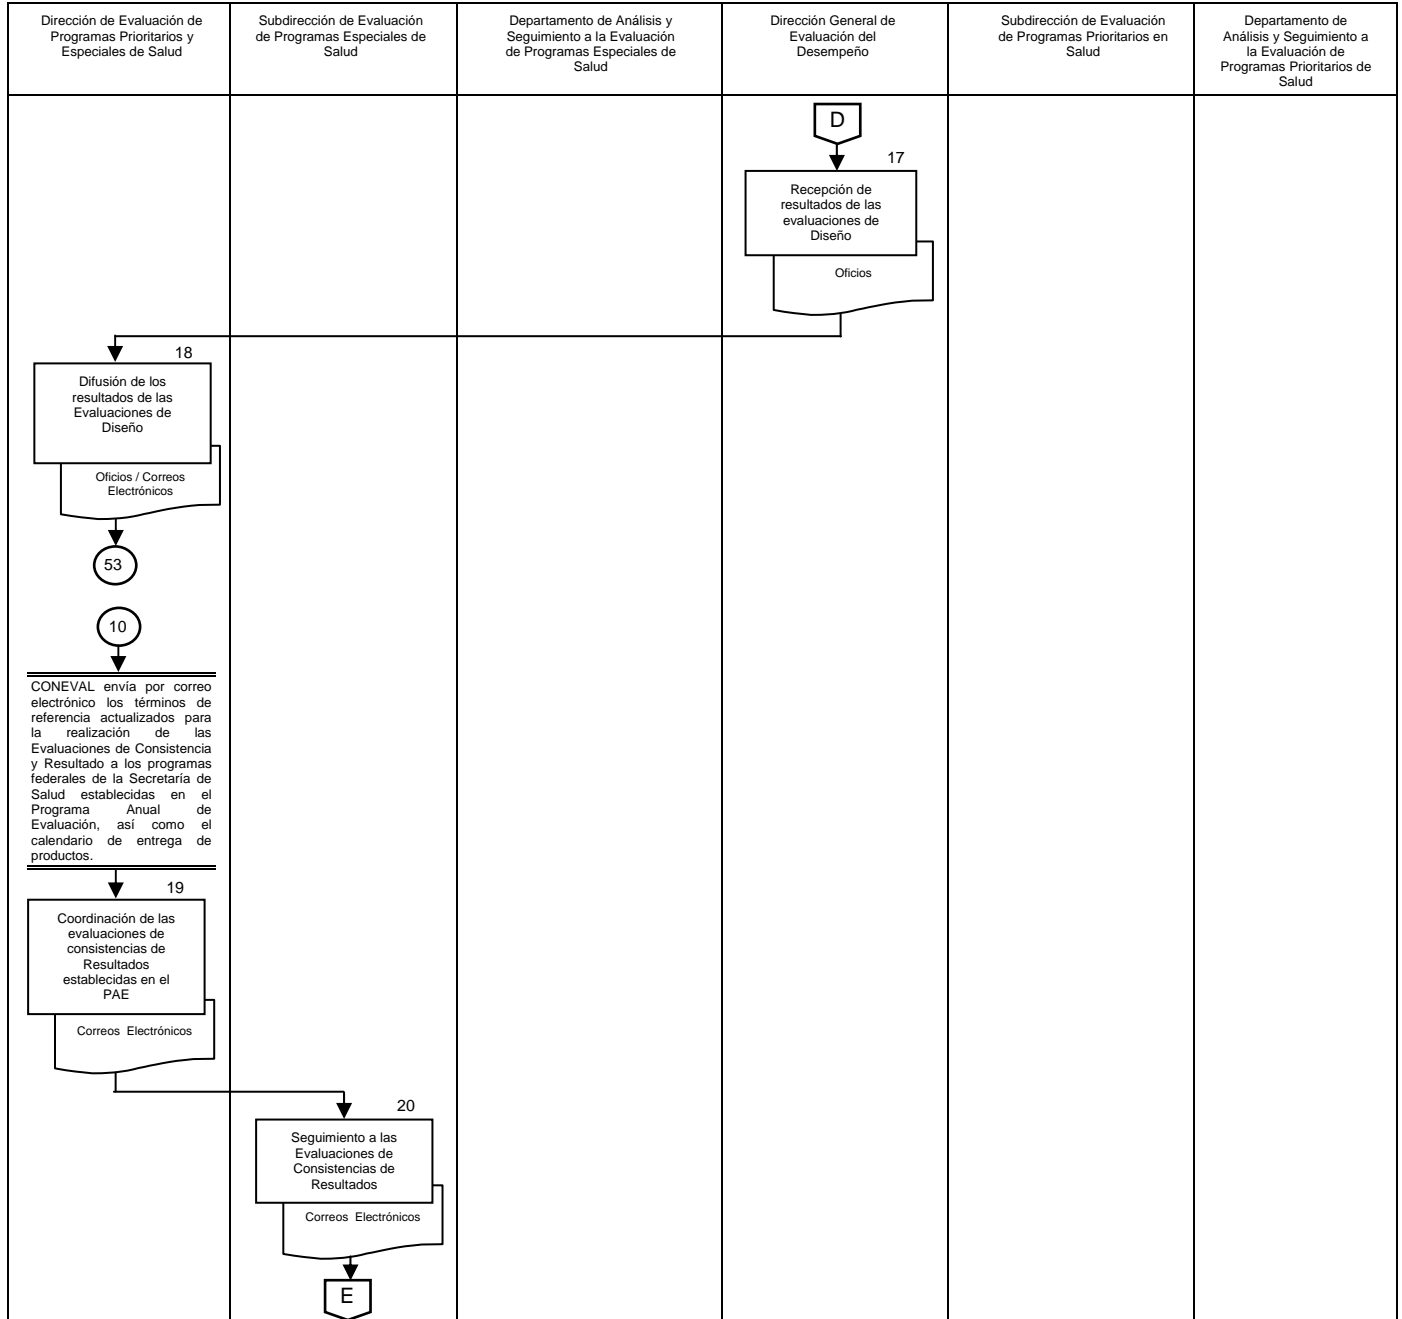 Dirección de Evaluación de
Programas Prioritarios y
Especiales de Salud
Subdirección de Evaluación
de Programas Especiales de
Salud
Departamento de Análisis y
Seguimiento a la Evaluación
de Programas Especiales de
Salud
Dirección General de
Evaluación del
Desempeño
Subdirección de Evaluación
de Programas Prioritarios en
Salud
Departamento de
Análisis y Seguimiento a
la Evaluación de
Programas Prioritarios de
Salud
D
17
Recepción de
resultados de las
evaluaciones de
Diseño
Oficios
18
Difusión de los
resultados de las
Evaluaciones de
Diseño
Oficios / Correos
Electrónicos
53
10
CONEVAL envía por correo
electrónico los términos de
referencia actualizados para
la realización de las
Evaluaciones de Consistencia
y Resultado a los programas
federales de la Secretaría de
Salud establecidas en el
Programa Anual de
Evaluación, así como el
calendario de entrega de
productos.
19
Coordinación de las
evaluaciones de
consistencias de
Resultados
establecidas en el
PAE
Correos Electrónicos
20
Seguimiento a las
Evaluaciones de
Consistencias de
Resultados
Correos Electrónicos
E